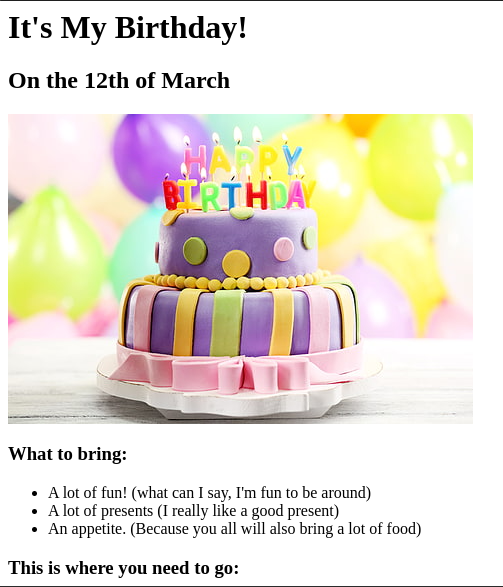 It's My Birthday!
On the 12th of March
HAPPY
BIRTHDAY
What to bring:
A lot of fun! (what can I say, I'm fun to be around)
A lot of presents (I really like a good present)
An appetite. (Because you all will also bring a lot of food)
This is where you need to go: